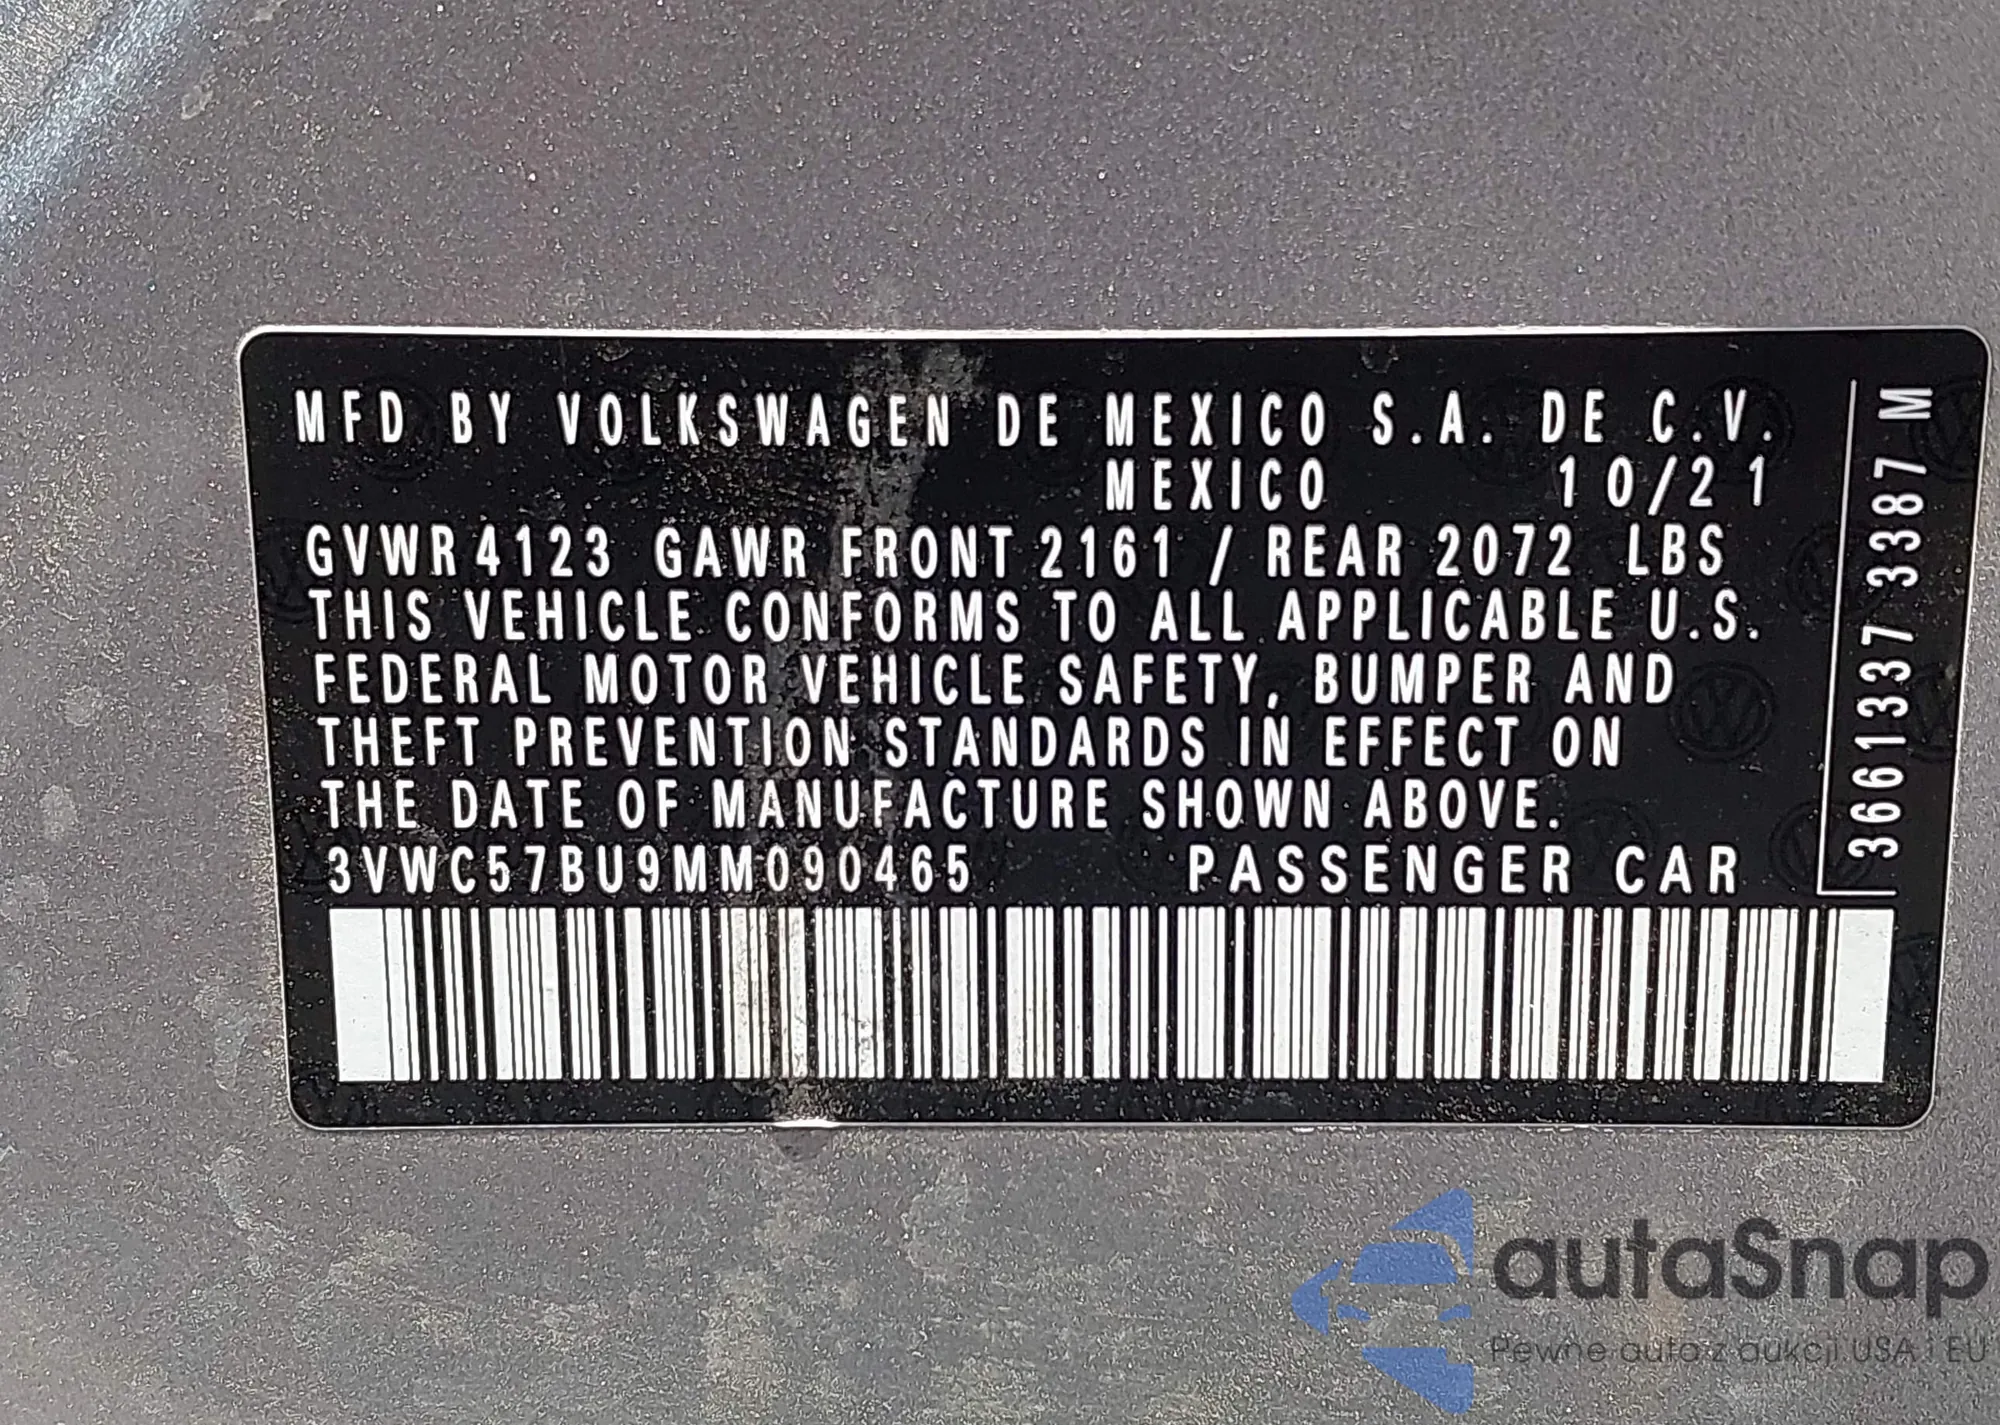 MFD BY VOLKSWAGEN DE MEXICO S.A. DE C.V.
MEXICO 10/21
GVWR 4123 GAWR FRONT 2161 / REAR 2072 LBS
THIS VEHICLE CONFORMS TO ALL APPLICABLE U.S.
FEDERAL MOTOR VEHICLE SAFETY, BUMPER AND
THEFT PREVENTION STANDARDS IN EFFECT ON
THE DATE OF MANUFACTURE SHOWN ABOVE.
3VWC57BU9MM090465 PASSENGER CAR
3661337 3387 M
autaSnap
Pewne auta z aukcji USA i EU